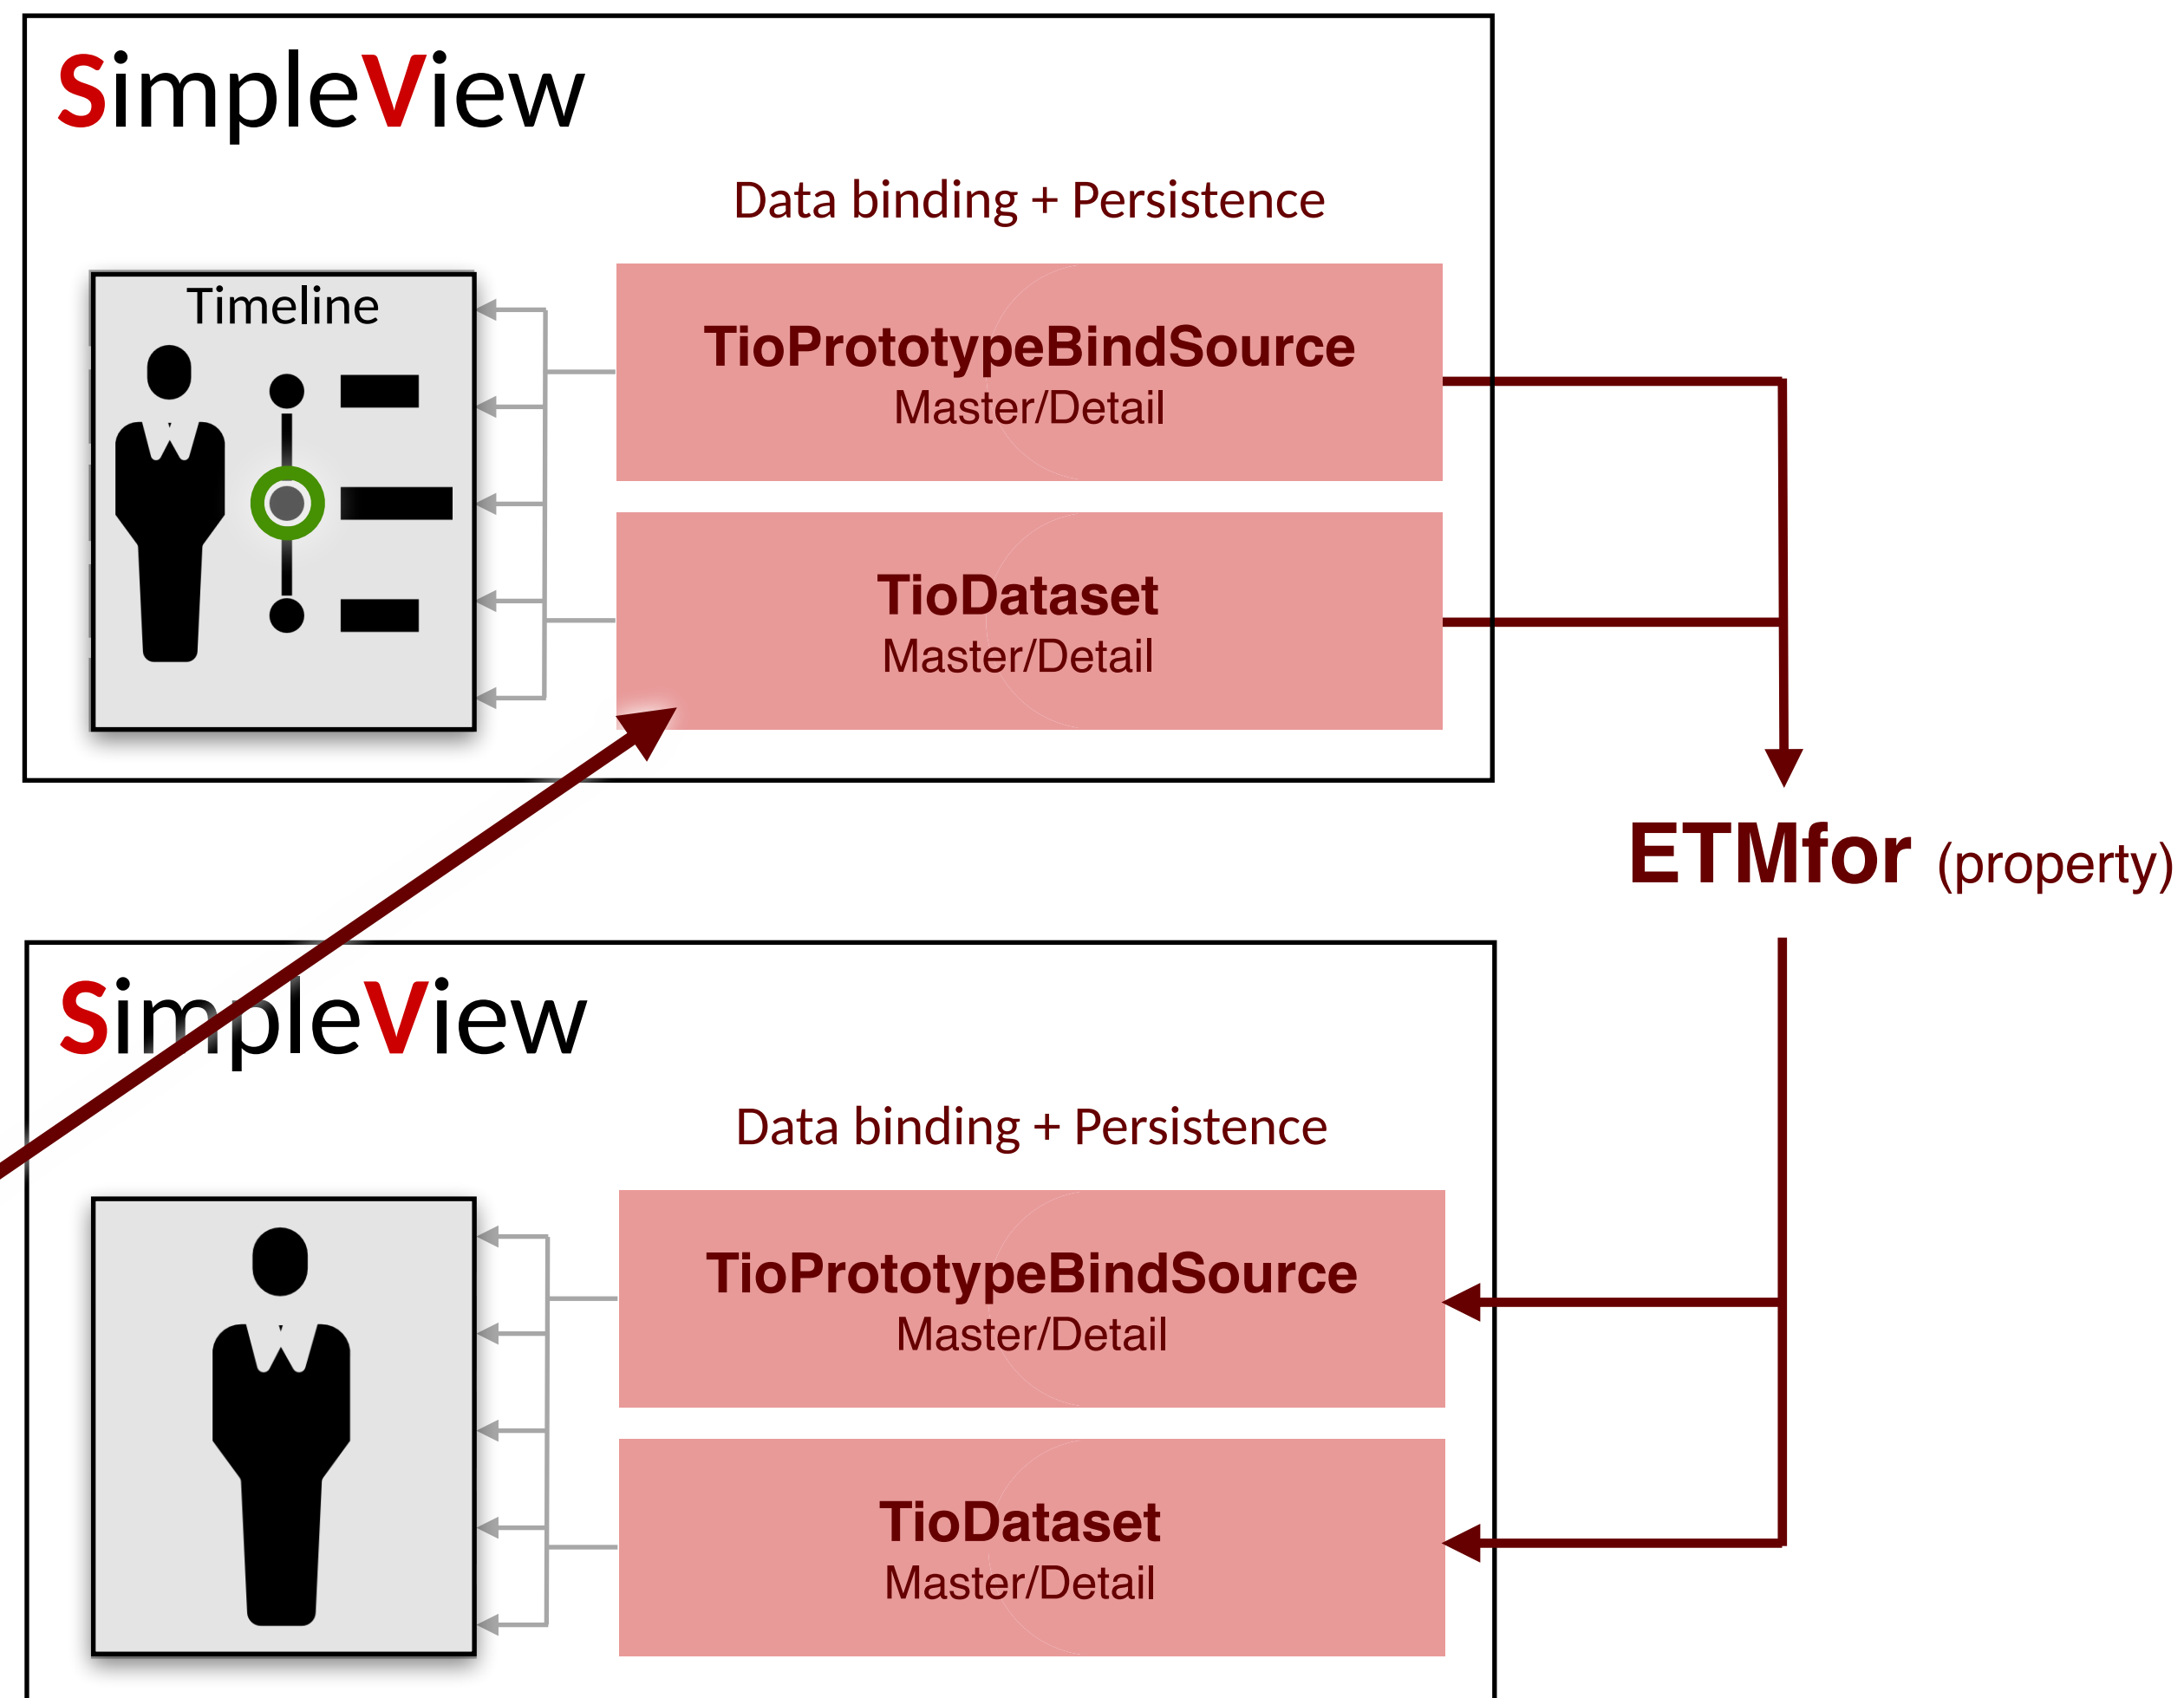 SimpleView
Data binding + Persistence
Timeline
TioPrototypeBindSource
Master/Detail
TioDataset
Master/Detail
ETMfor (property)
SimpleView
Data binding + Persistence
TioPrototypeBindSource
Master/Detail
TioDataset
Master/Detail